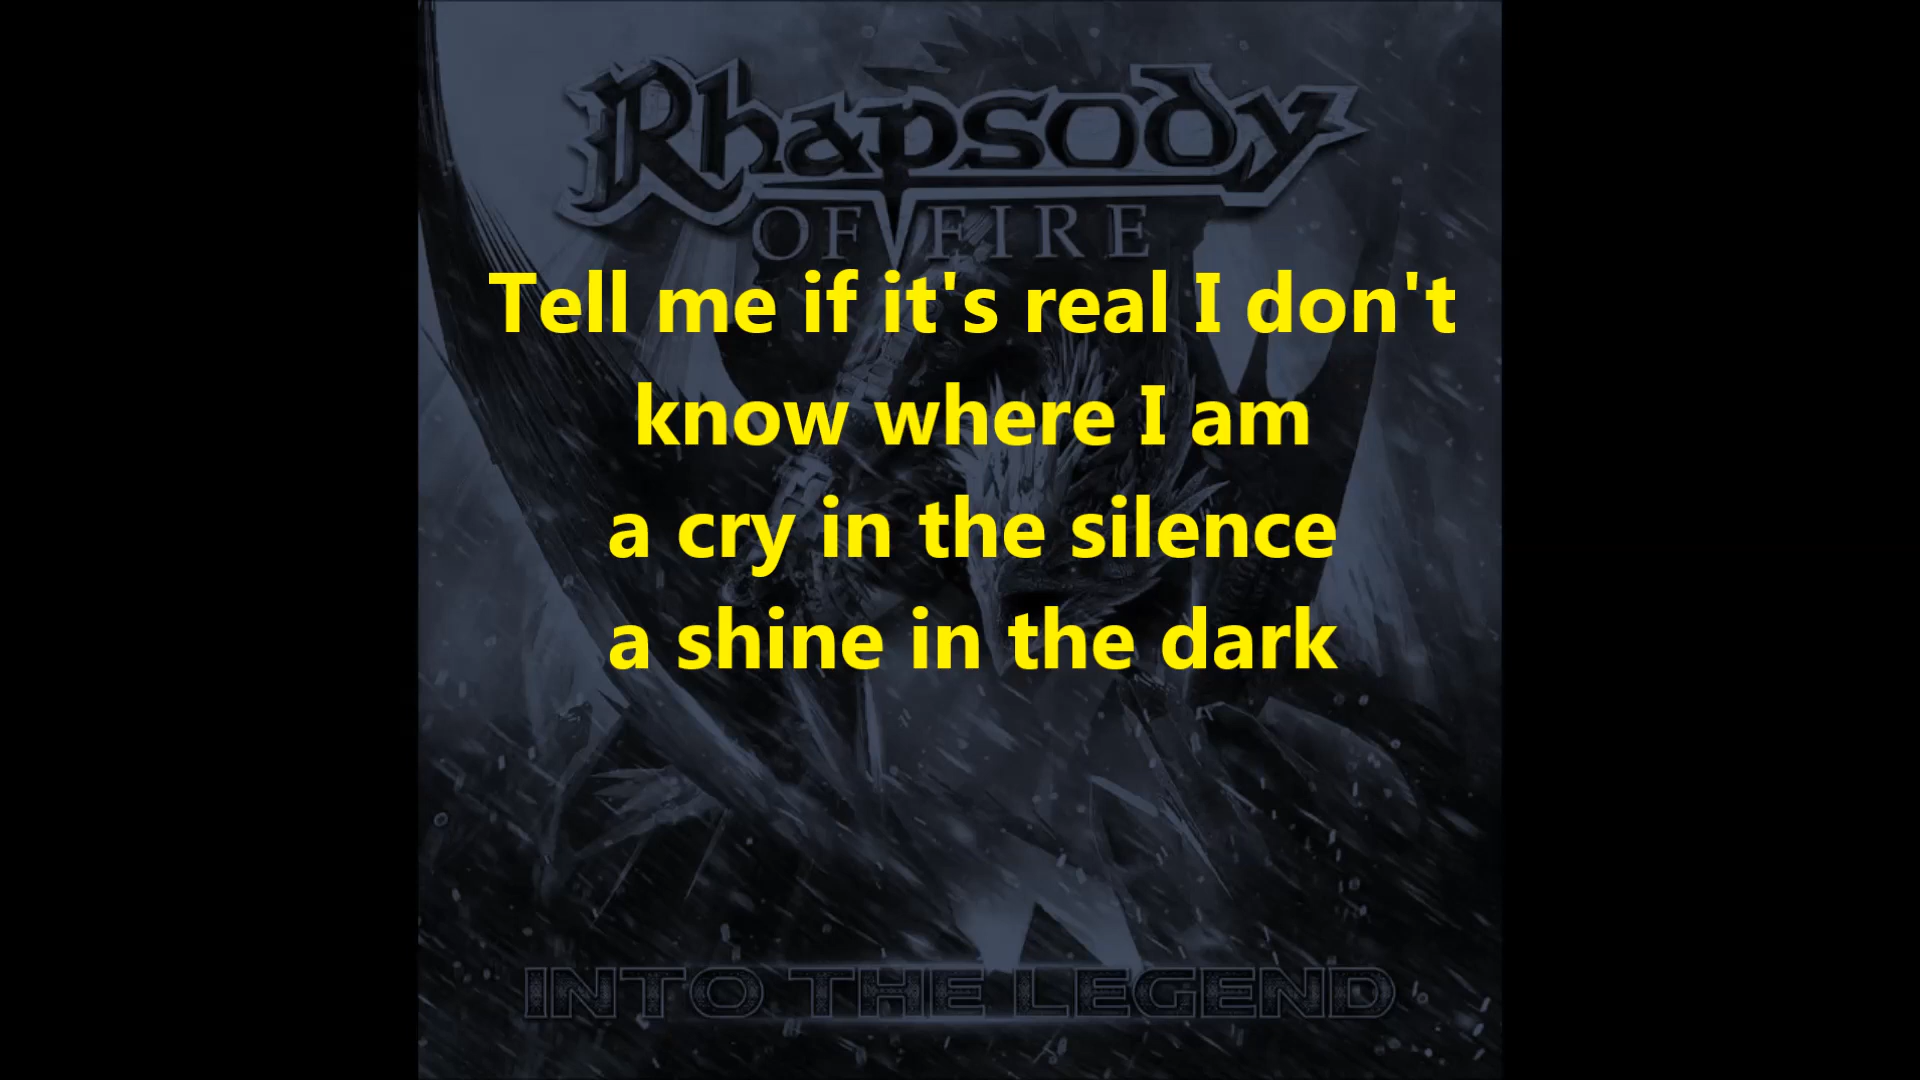 Rhapsody
OF FIRE
Tell me if it's real I don't
know where I am
a cry in the silence
a shine in the dark
INTO THE LEGEND